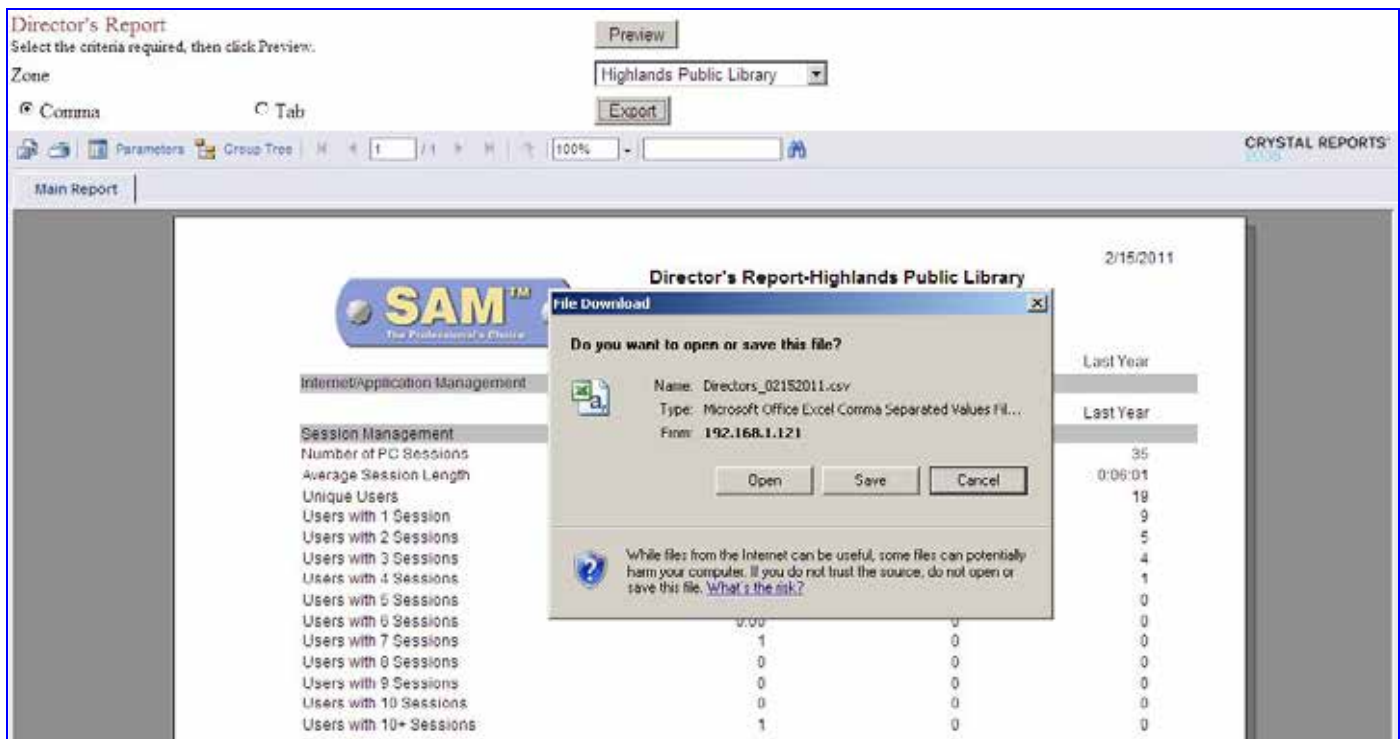 Director's Report
Select the criteria required, then click Preview.
Preview
Zone
Highlands Public Library
Comma
Tab
Export
Parameters
Group Tree
1
/1
100%
CRYSTAL REPORTS
Main Report
2/15/2011
Director's Report-Highlands Public Library
SAM™
The Professional's Choice
File Download
Do you want to open or save this file?
Name: Directors_02152011.csv
Type: Microsoft Office Excel Comma Separated Values Fil...
From: 192.168.1.121
Open
Save
Cancel
While files from the Internet can be useful, some files can potentially
harm your computer. If you do not trust the source, do not open or
save this file. What's the risk?
Last Year
Internet/Application Management
Last Year
Session Management
Number of PC Sessions 35
Average Session Length 0:06:01
Unique Users 19
Users with 1 Session 9
Users with 2 Sessions 5
Users with 3 Sessions 4
Users with 4 Sessions 1
Users with 5 Sessions 0
Users with 6 Sessions 0:00 0 0
Users with 7 Sessions 1 0 0
Users with 8 Sessions 0 0 0
Users with 9 Sessions 0 0 0
Users with 10 Sessions 0 0 0
Users with 10+ Sessions 1 0 0